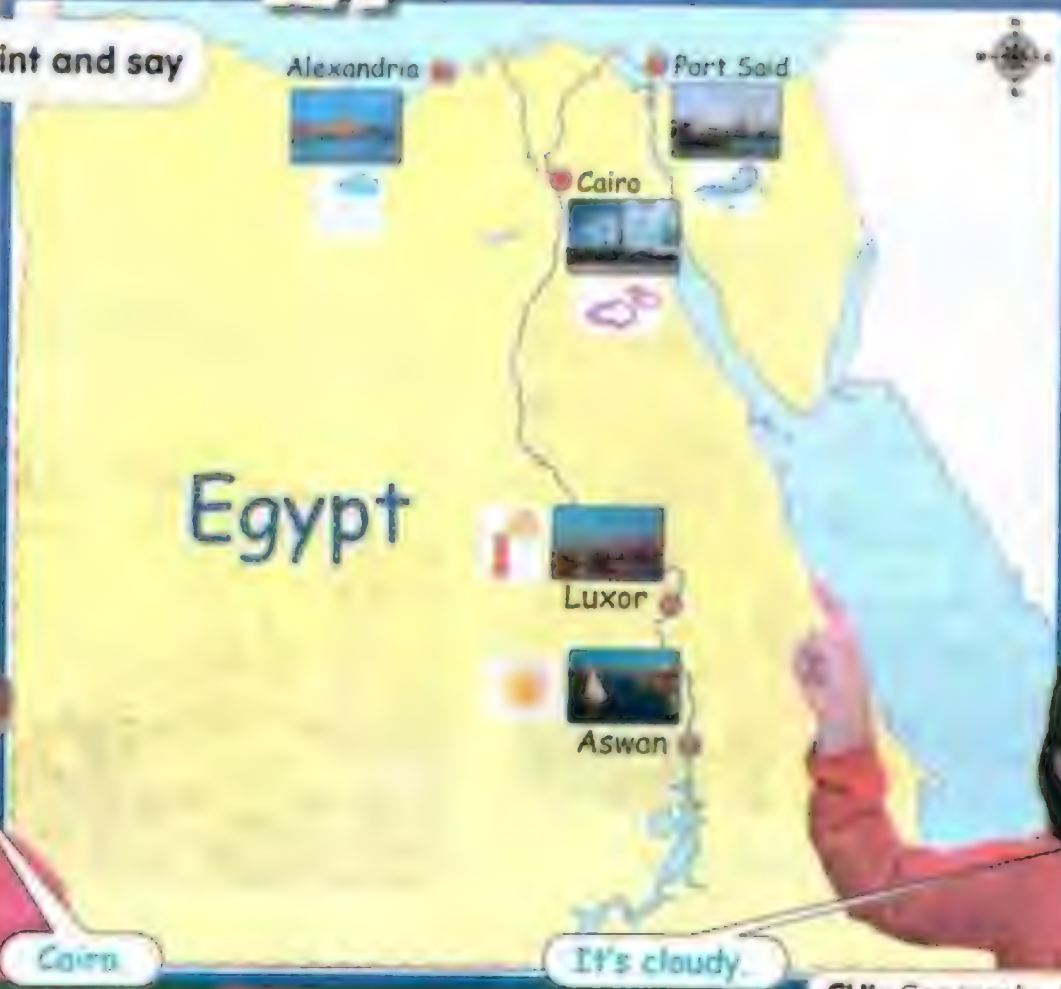 int and say
Alexandria
Port Said
Cairo
Egypt
Luxor
Aswan
Cairo
It's cloudy.